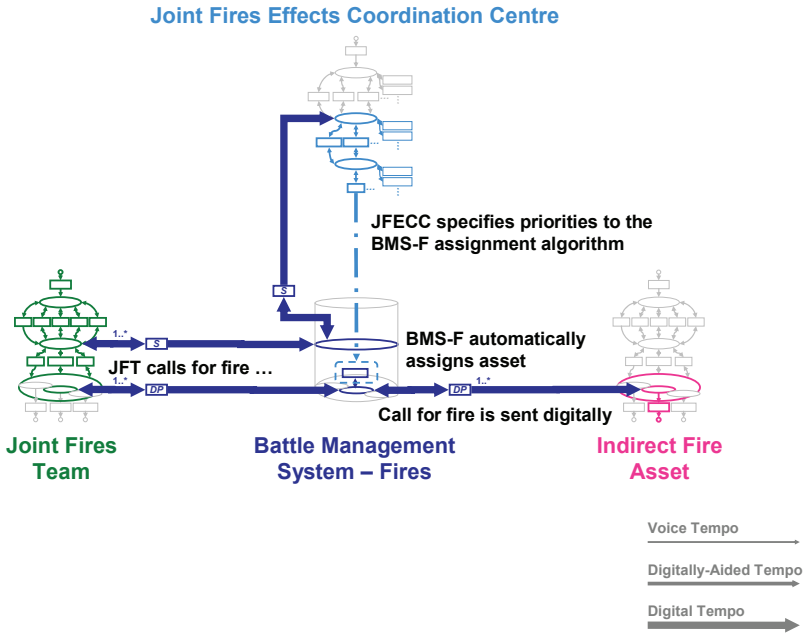 Joint Fires Effects Coordination Centre
JFECC specifies priorities to the
BMS-F assignment algorithm
S
1..*
S
BMS-F automatically
assigns asset
JFT calls for fire …
1..*
DP
DP
1..*
Call for fire is sent digitally
Joint Fires
Team
Battle Management
System – Fires
Indirect Fire
Asset
Voice Tempo
Digitally-Aided Tempo
Digital Tempo